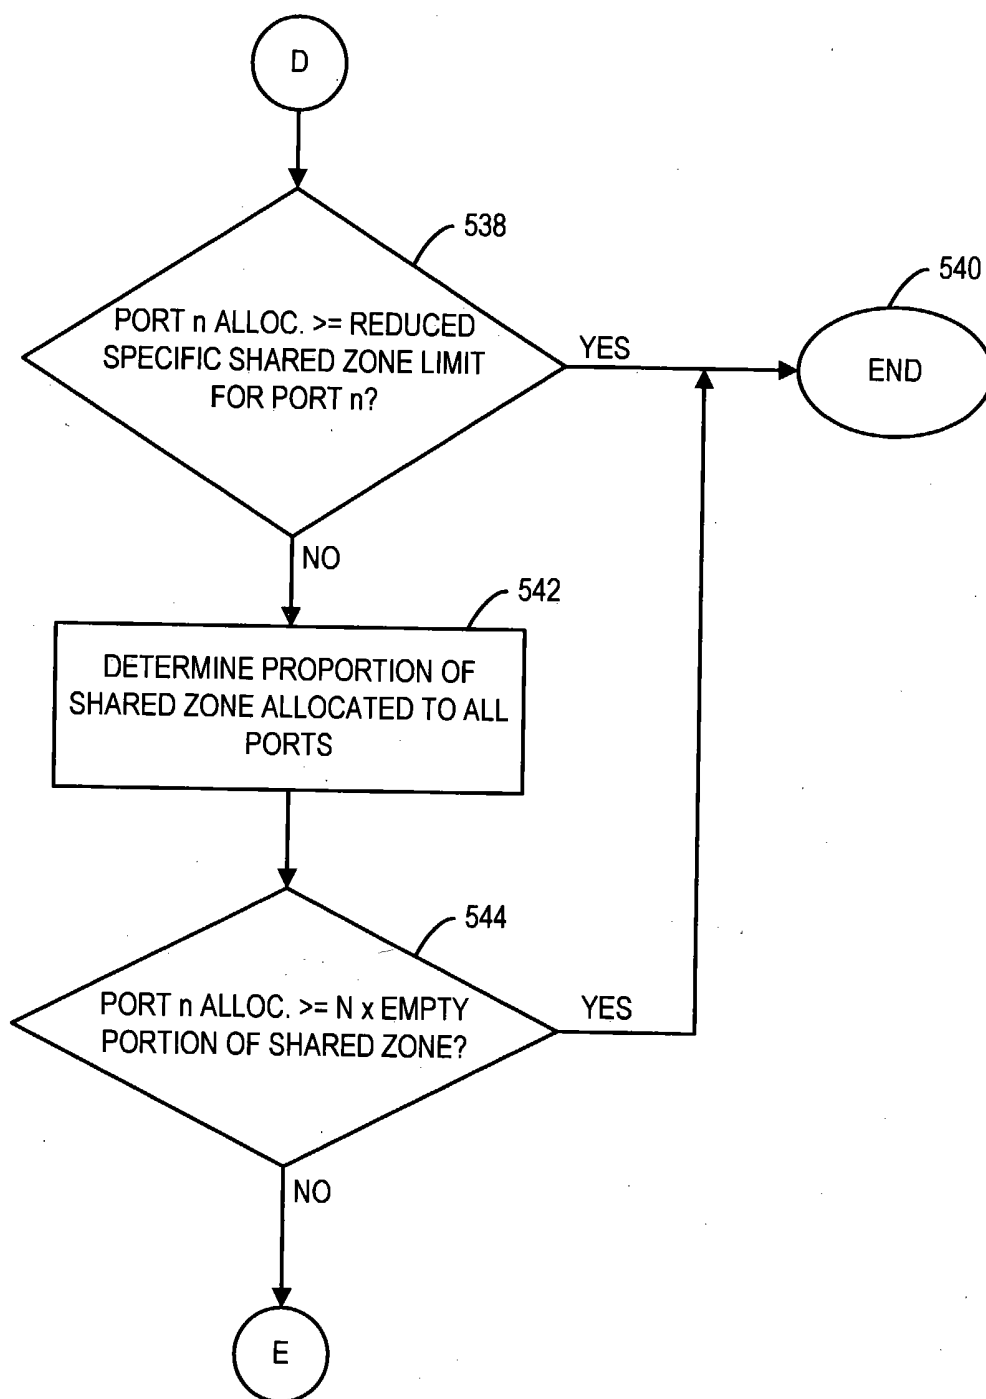 D
538
PORT n ALLOC. >= REDUCED
SPECIFIC SHARED ZONE LIMIT
FOR PORT n?
YES
540
END
NO
542
DETERMINE PROPORTION OF
SHARED ZONE ALLOCATED TO ALL
PORTS
544
PORT n ALLOC. >= N x EMPTY
PORTION OF SHARED ZONE?
YES
NO
E